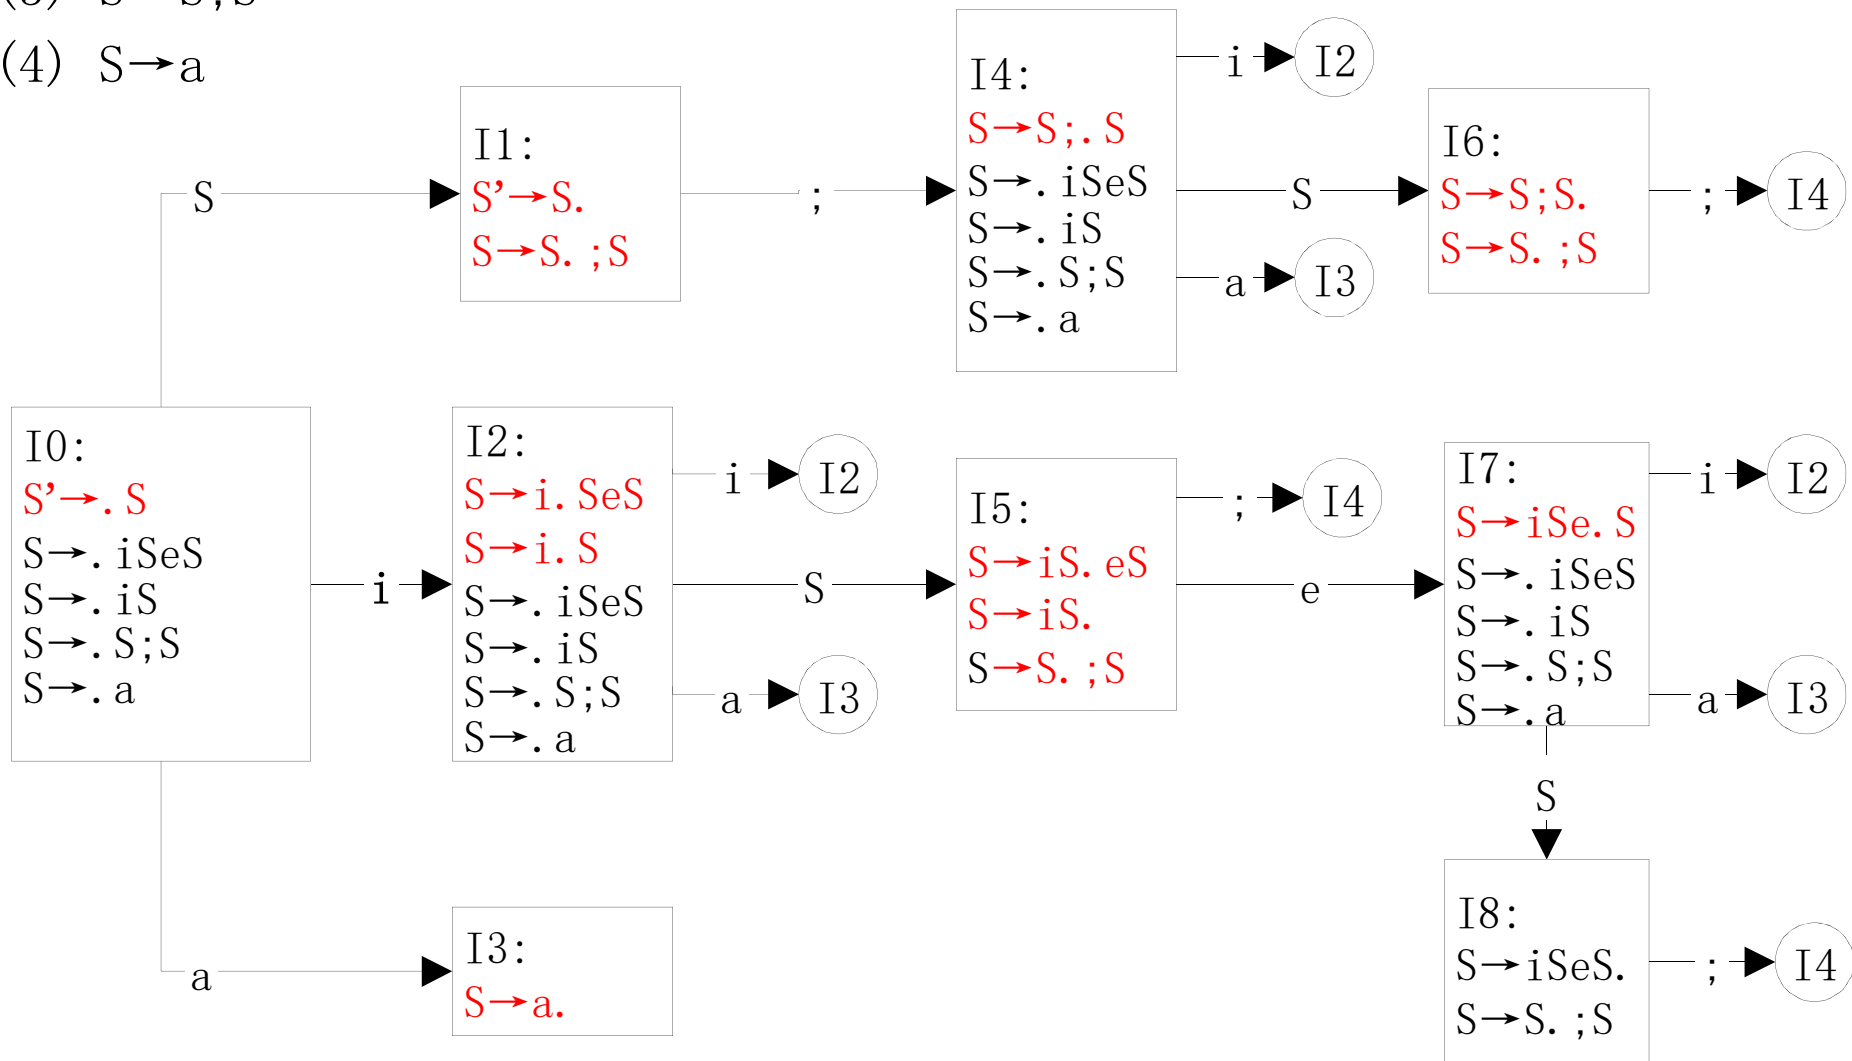 (3) S→S;S
(4) S→a
I0:
S’→.S
S→.iSeS
S→.iS
S→.S;S
S→.a
S
i
a
I1:
S’→S.
S→S.;S
;
I2:
S→i.SeS
S→i.S
S→.iSeS
S→.iS
S→.S;S
S→.a
i
I2
S
a
I3
I3:
S→a.
I4:
S→S;.S
S→.iSeS
S→.iS
S→.S;S
S→.a
i
I2
S
a
I3
I5:
S→iS.eS
S→iS.
S→S.;S
;
I4
e
I6:
S→S;S.
S→S.;S
;
I4
I7:
S→iSe.S
S→.iSeS
S→.iS
S→.S;S
S→.a
i
I2
a
I3
S
I8:
S→iSeS.
S→S.;S
;
I4